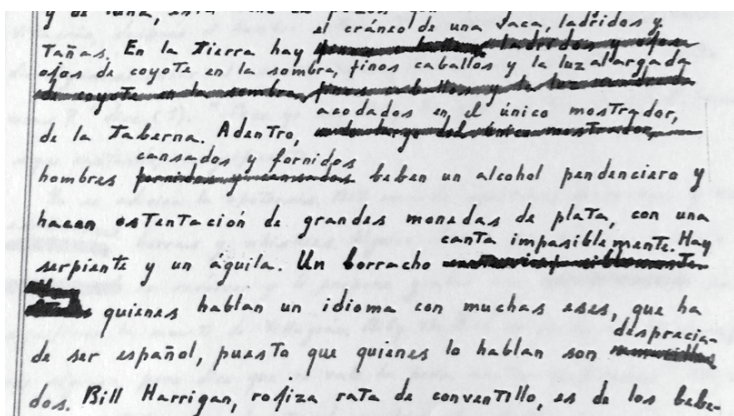 y de luna,
el cráneo de una vaca, ladridos y
tañas. En la Tierra hay
ojos de coyote en la sombra, finos caballos y la luz alargada
acodados en el único mostrador,
de la Taberna. Adentro,
cansados y fornidos
hombres beben un alcohol pendenciero y
hacen ostentación de grandes monedas de plata, con una
canta impasiblemente. Hay
serpiente y un águila. Un borracho
quienes hablan un idioma con muchas eses, que ha
desprecia-
de ser español, puesto que quienes lo hablan son
dos. Bill Harrigan, rojiza rata de conventillo, es de los bebe-